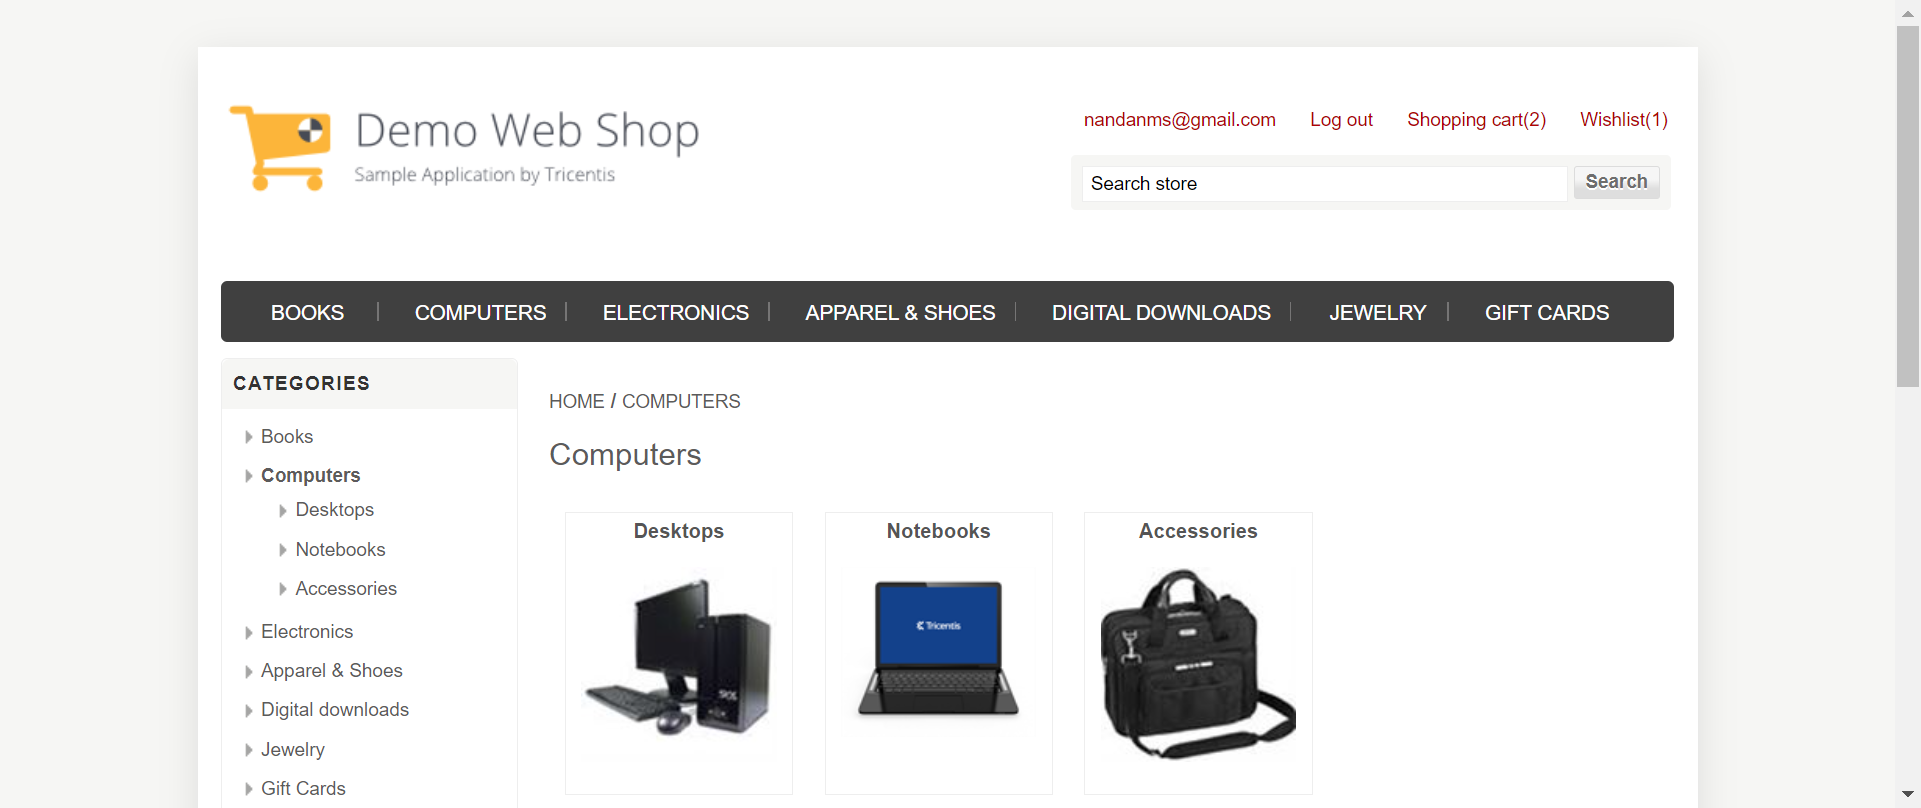 Demo Web Shop
Sample Application by Tricentis
nandanms@gmail.com Log out Shopping cart(2) Wishlist(1)
Search store Search
BOOKS COMPUTERS ELECTRONICS APPAREL & SHOES DIGITAL DOWNLOADS JEWELRY GIFT CARDS
CATEGORIES
Books
Computers
Desktops
Notebooks
Accessories
Electronics
Apparel & Shoes
Digital downloads
Jewelry
Gift Cards
HOME / COMPUTERS
Computers
Desktops
Notebooks
Tricentis
Accessories